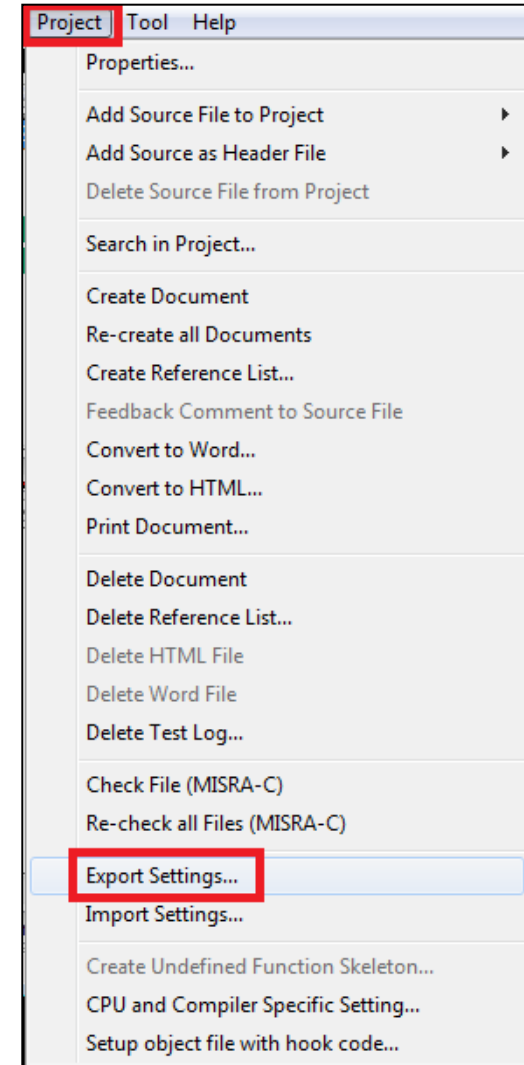 Project Tool Help
Properties...
Add Source File to Project
Add Source as Header File
Delete Source File from Project
Search in Project...
Create Document
Re-create all Documents
Create Reference List...
Feedback Comment to Source File
Convert to Word...
Convert to HTML...
Print Document...
Delete Document
Delete Reference List...
Delete HTML File
Delete Word File
Delete Test Log...
Check File (MISRA-C)
Re-check all Files (MISRA-C)
Export Settings...
Import Settings...
Create Undefined Function Skeleton...
CPU and Compiler Specific Setting...
Setup object file with hook code...